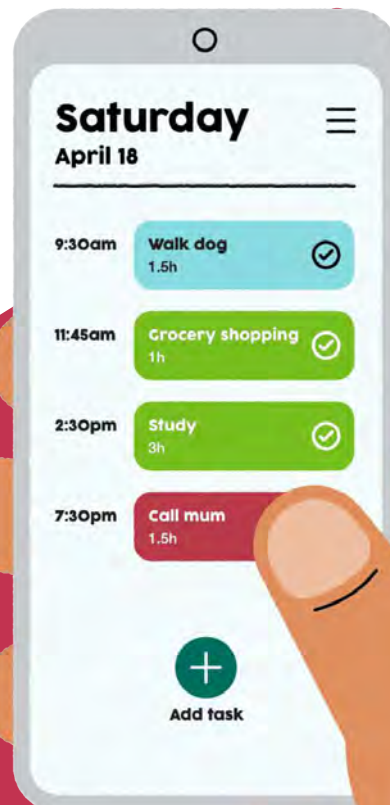 Saturday
April 18
9:30am
Walk dog
1.5h
11:45am
Grocery shopping
1h
2:30pm
Study
3h
7:30pm
Call mum
1.5h
Add task